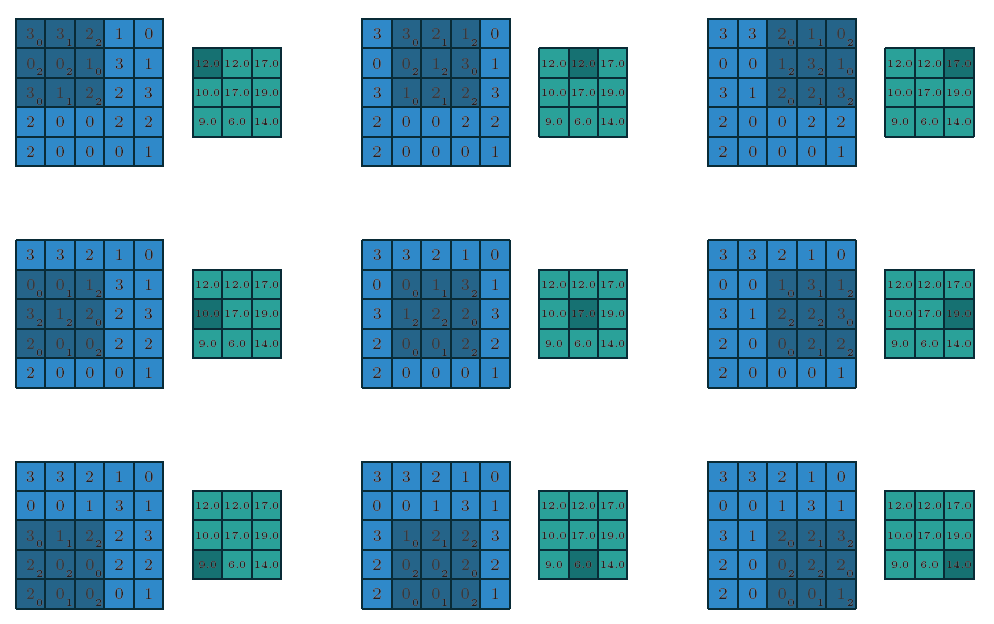 3₀ 3₁ 2₂ 1 0
0₂ 0₂ 1₀ 3 1
3₀ 1₁ 2₂ 2 3
2 0 0 2 2
2 0 0 0 1
12.0 12.0 17.0
10.0 17.0 19.0
9.0 6.0 14.0
3 3₀ 2₁ 1₂ 0
0 0₂ 1₂ 3₀ 1
3 1₀ 2₁ 2₂ 3
2 0 0 2 2
2 0 0 0 1
12.0 12.0 17.0
10.0 17.0 19.0
9.0 6.0 14.0
3 3 2₀ 1₁ 0₂
0 0 1₂ 3₂ 1₀
3 1 2₀ 2₁ 3₂
2 0 0 2 2
2 0 0 0 1
12.0 12.0 17.0
10.0 17.0 19.0
9.0 6.0 14.0
3 3 2 1 0
0₀ 0₁ 1₂ 3 1
3₂ 1₂ 2₀ 2 3
2₀ 0₁ 0₂ 2 2
2 0 0 0 1
12.0 12.0 17.0
10.0 17.0 19.0
9.0 6.0 14.0
3 3 2 1 0
0 0₀ 1₁ 3₂ 1
3 1₂ 2₂ 2₀ 3
2 0₀ 0₁ 2₂ 2
2 0 0 0 1
12.0 12.0 17.0
10.0 17.0 19.0
9.0 6.0 14.0
3 3 2 1 0
0 0 1₀ 3₁ 1₂
3 1 2₂ 2₂ 3₀
2 0 0₀ 2₁ 2₂
2 0 0 0 1
12.0 12.0 17.0
10.0 17.0 19.0
9.0 6.0 14.0
3 3 2 1 0
0 0 1 3 1
3₀ 1₁ 2₂ 2 3
2₂ 0₂ 0₀ 2 2
2₀ 0₁ 0₂ 0 1
12.0 12.0 17.0
10.0 17.0 19.0
9.0 6.0 14.0
3 3 2 1 0
0 0 1 3 1
3 1₀ 2₁ 2₂ 3
2 0₂ 0₂ 2₀ 2
2 0₀ 0₁ 0₂ 1
12.0 12.0 17.0
10.0 17.0 19.0
9.0 6.0 14.0
3 3 2 1 0
0 0 1 3 1
3 1 2₀ 2₁ 3₂
2 0 0₂ 2₂ 2₀
2 0 0₀ 0₁ 1₂
12.0 12.0 17.0
10.0 17.0 19.0
9.0 6.0 14.0